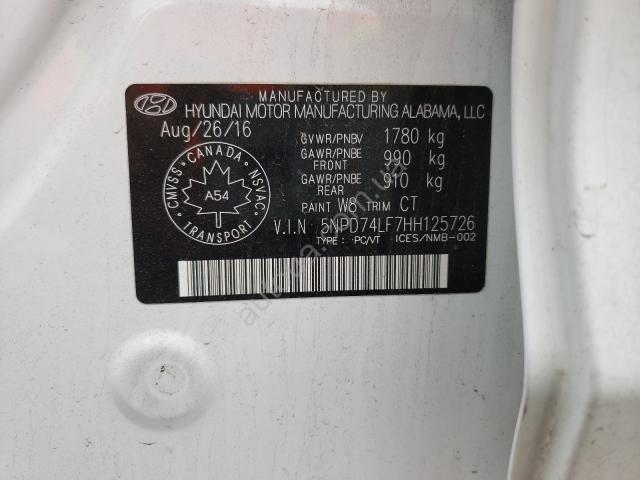 MANUFACTURED BY
HYUNDAI MOTOR MANUFACTURING ALABAMA, LLC
Aug/26/16
GVWR/PNBV 1780 kg
GAWR/PNBE FRONT 990 kg
GAWR/PNBE REAR 910 kg
PAINT W8 TRIM CT
V.I.N 5NPD74LF7HH125726
TYPE: PC/VT ICES/NMB-002
CANADA
CMVSS NSVAC
A54
TRANSPORT